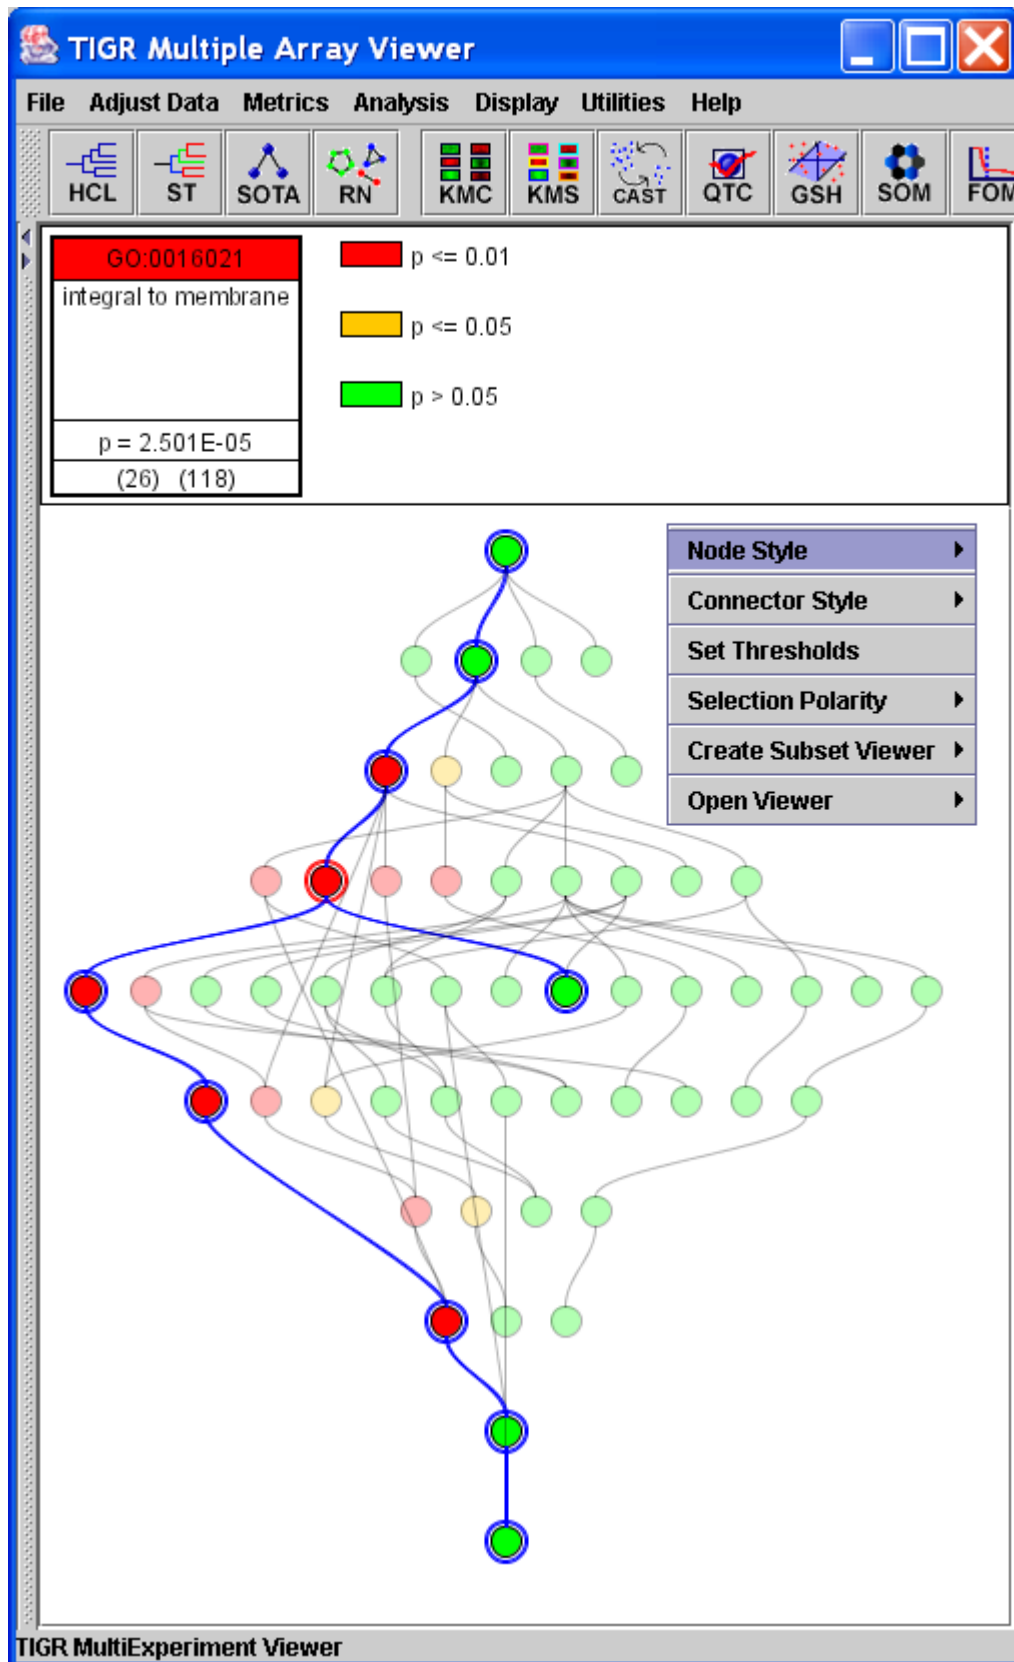 TIGR Multiple Array Viewer
File Adjust Data Metrics Analysis Display Utilities Help
HCL ST SOTA RN KMC KMS CAST QTC GSH SOM FOM
GO:0016021
integral to membrane
p = 2.501E-05
(26) (118)
p <= 0.01
p <= 0.05
p > 0.05
Node Style
Connector Style
Set Thresholds
Selection Polarity
Create Subset Viewer
Open Viewer
TIGR MultiExperiment Viewer